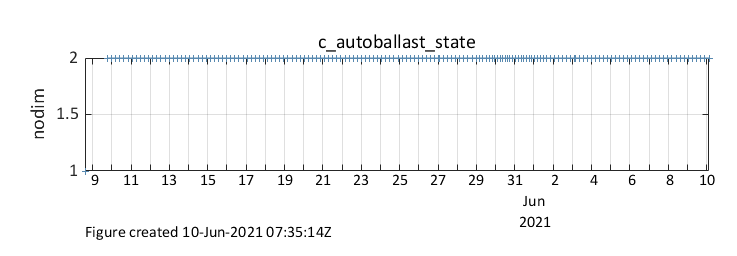 c_autoballast_state
2
1.5
1
nodim
9 11 13 15 17 19 21 23 25 27 29 31 2 4 6 8 10
Jun
2021
Figure created 10-Jun-2021 07:35:14Z